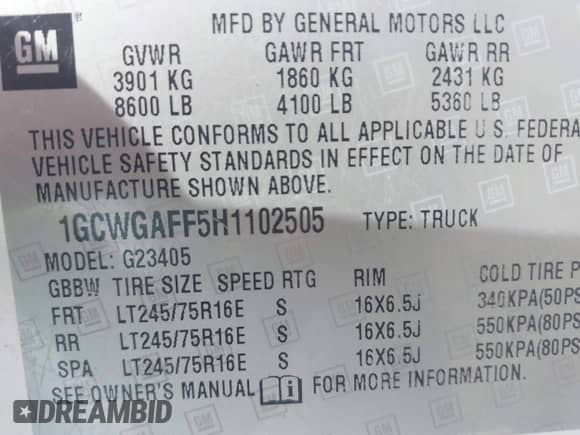 GM
MFD BY GENERAL MOTORS LLC
GVWR GAWR FRT GAWR RR
3901 KG 1860 KG 2431 KG
8600 LB 4100 LB 5360 LB
THIS VEHICLE CONFORMS TO ALL APPLICABLE U S. FEDERA
VEHICLE SAFETY STANDARDS IN EFFECT ON THE DATE OF
MANUFACTURE SHOWN ABOVE.
1GCWGAFF5H1102505 TYPE: TRUCK
MODEL: G23405
GBBW TIRE SIZE SPEED RTG RIM COLD TIRE P
FRT LT245/75R16E S 16X6.5J 340KPA(50PS
RR LT245/75R16E S 16X6.5J 550KPA(80PS
SPA LT245/75R16E S 16X6.5J 550KPA(80PS
SEE OWNER'S MANUAL FOR MORE INFORMATION.
DREAMBID